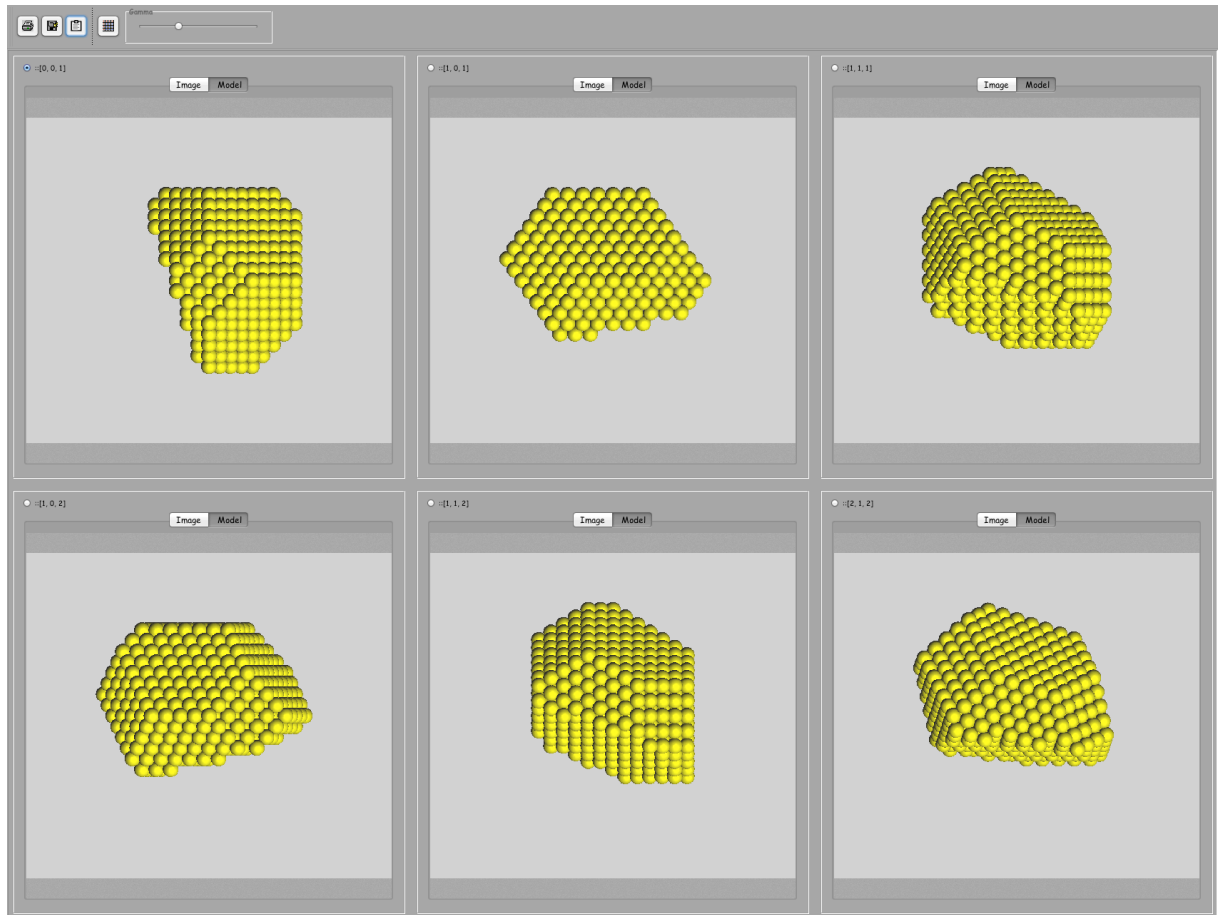 Gamma
::[0, 0, 1]
Image Model
::[1, 0, 1]
Image Model
::[1, 1, 1]
Image Model
::[1, 0, 2]
Image Model
::[1, 1, 2]
Image Model
::[2, 1, 2]
Image Model